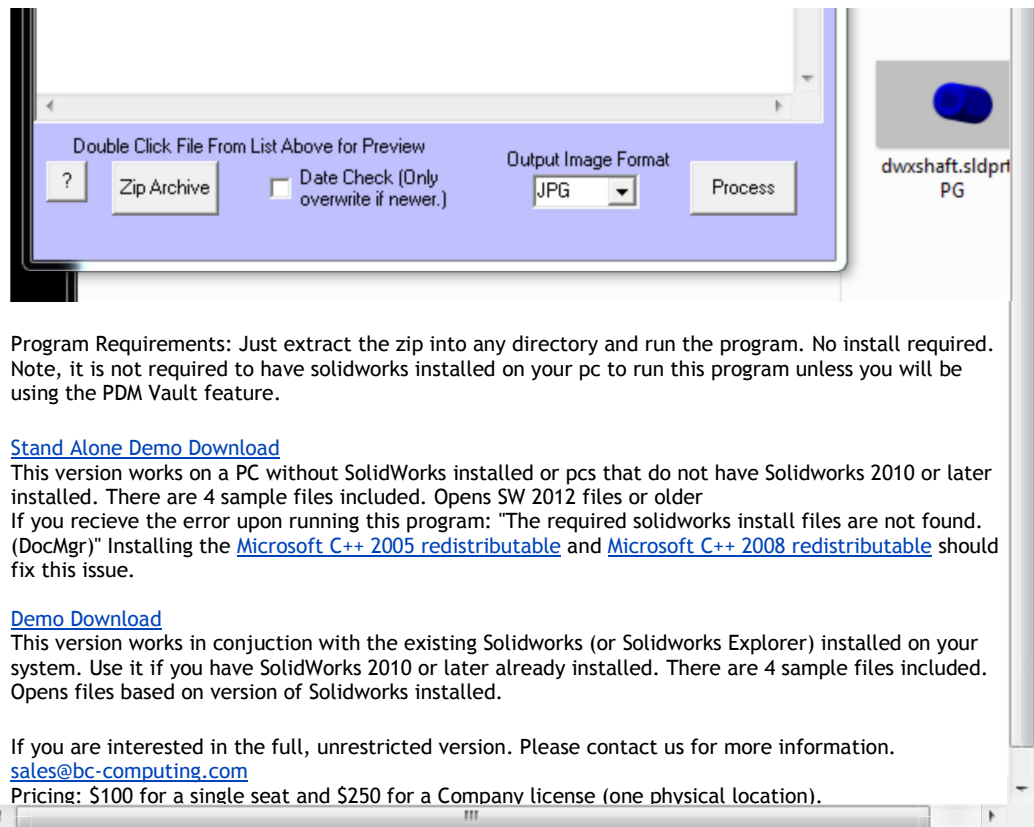 Double Click File From List Above for Preview
?
Zip Archive
Date Check (Only
overwrite if newer.)
Output Image Format
JPG
Process
dwxshaft.sldprt
PG
Program Requirements: Just extract the zip into any directory and run the program. No install required.
Note, it is not required to have solidworks installed on your pc to run this program unless you will be
using the PDM Vault feature.
Stand Alone Demo Download
This version works on a PC without SolidWorks installed or pcs that do not have Solidworks 2010 or later
installed. There are 4 sample files included. Opens SW 2012 files or older
If you recieve the error upon running this program: "The required solidworks install files are not found.
(DocMgr)" Installing the Microsoft C++ 2005 redistributable and Microsoft C++ 2008 redistributable should
fix this issue.
Demo Download
This version works in conjuction with the existing Solidworks (or Solidworks Explorer) installed on your
system. Use it if you have SolidWorks 2010 or later already installed. There are 4 sample files included.
Opens files based on version of Solidworks installed.
If you are interested in the full, unrestricted version. Please contact us for more information.
sales@bc-computing.com
Pricing: $100 for a single seat and $250 for a Company license (one physical location).